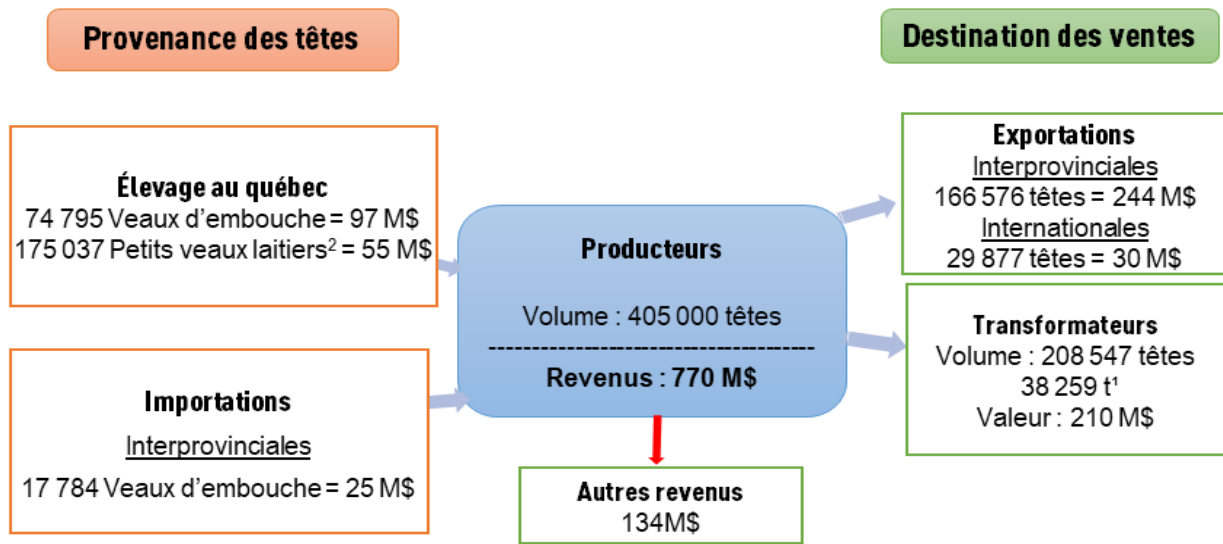 Provenance des têtes
Destination des ventes
Élevage au québec
74 795 Veaux d'embouche = 97 M$
175 037 Petits veaux laitiers² = 55 M$
Importations
Interprovinciales
17 784 Veaux d'embouche = 25 M$
Producteurs
Volume : 405 000 têtes
--------------------------------------
Revenus : 770 M$
Autres revenus
134M$
Exportations
Interprovinciales
166 576 têtes = 244 M$
Internationales
29 877 têtes = 30 M$
Transformateurs
Volume : 208 547 têtes
38 259 t¹
Valeur : 210 M$